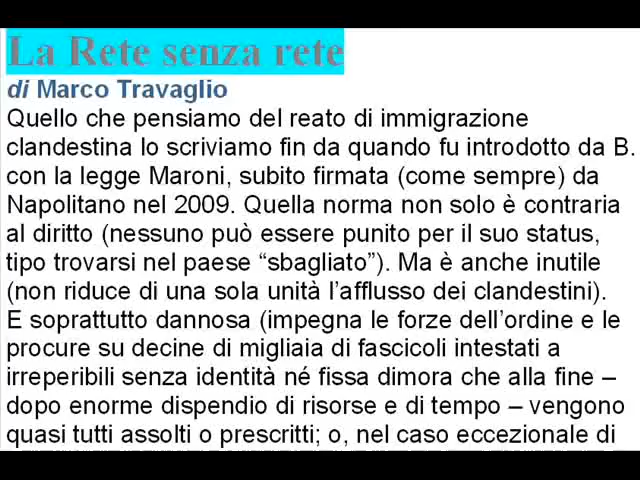 La Rete senza rete
di Marco Travaglio
Quello che pensiamo del reato di immigrazione
clandestina lo scriviamo fin da quando fu introdotto da B.
con la legge Maroni, subito firmata (come sempre) da
Napolitano nel 2009. Quella norma non solo è contraria
al diritto (nessuno può essere punito per il suo status,
tipo trovarsi nel paese “sbagliato”). Ma è anche inutile
(non riduce di una sola unità l’afflusso dei clandestini).
E soprattutto dannosa (impegna le forze dell’ordine e le
procure su decine di migliaia di fascicoli intestati a
irreperibili senza identità né fissa dimora che alla fine –
dopo enorme dispendio di risorse e di tempo – vengono
quasi tutti assolti o prescritti; o, nel caso eccezionale di